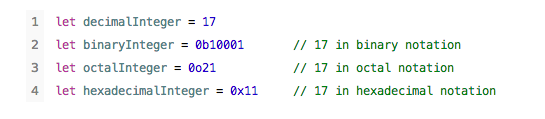 1 let decimalInteger = 17
2 let binaryInteger = 0b10001 // 17 in binary notation
3 let octalInteger = 0o21 // 17 in octal notation
4 let hexadecimalInteger = 0x11 // 17 in hexadecimal notation